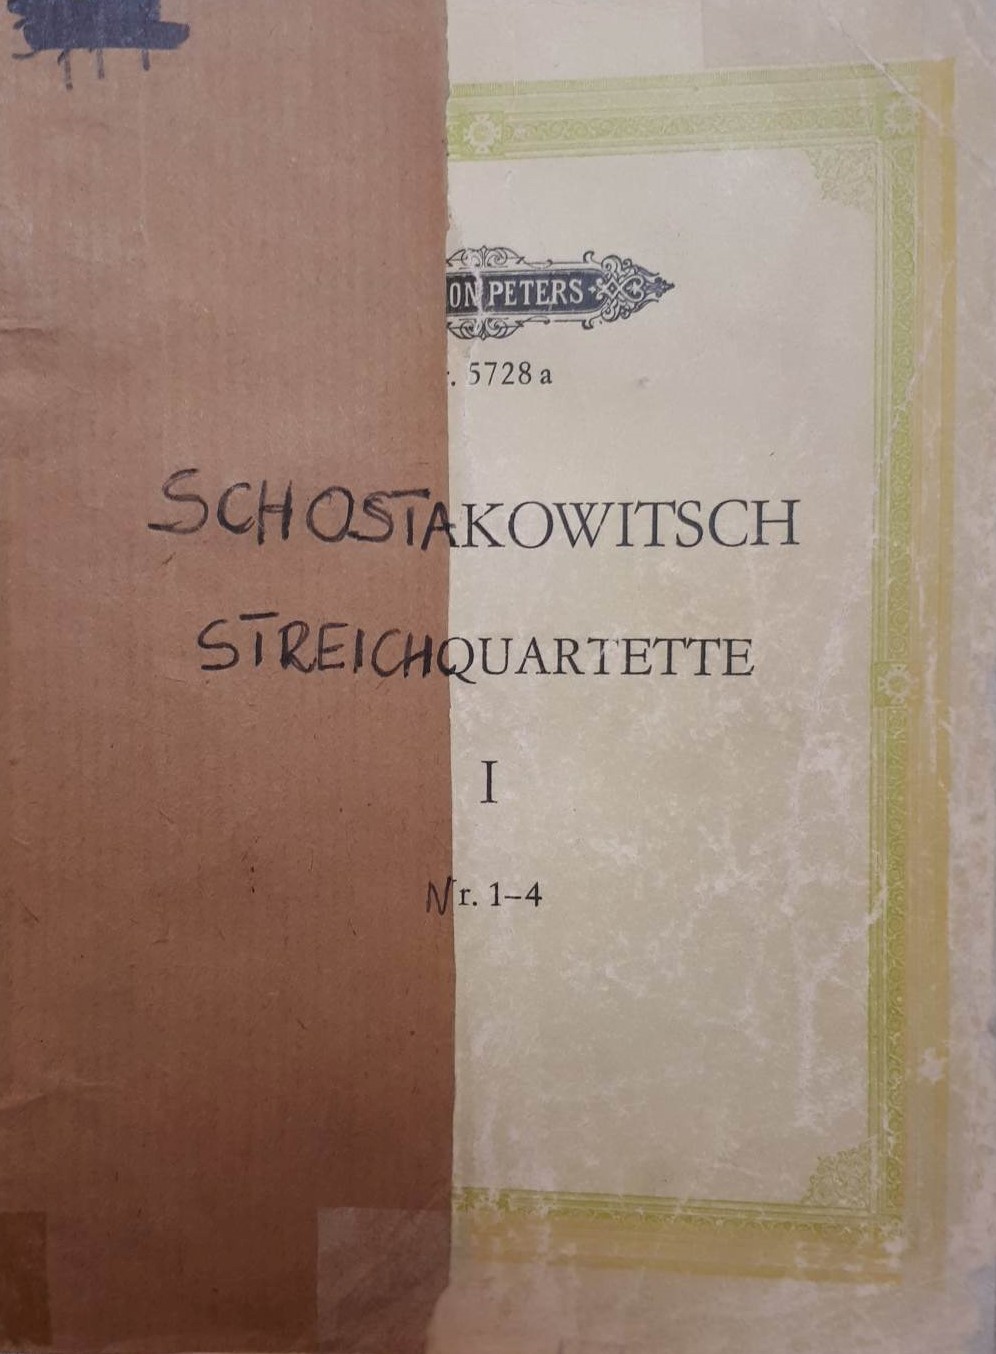 ON PETERS
r. 5728 a
SCHOSTAKOWITSCH
STREICHQUARTETTE
I
Nr. 1–4